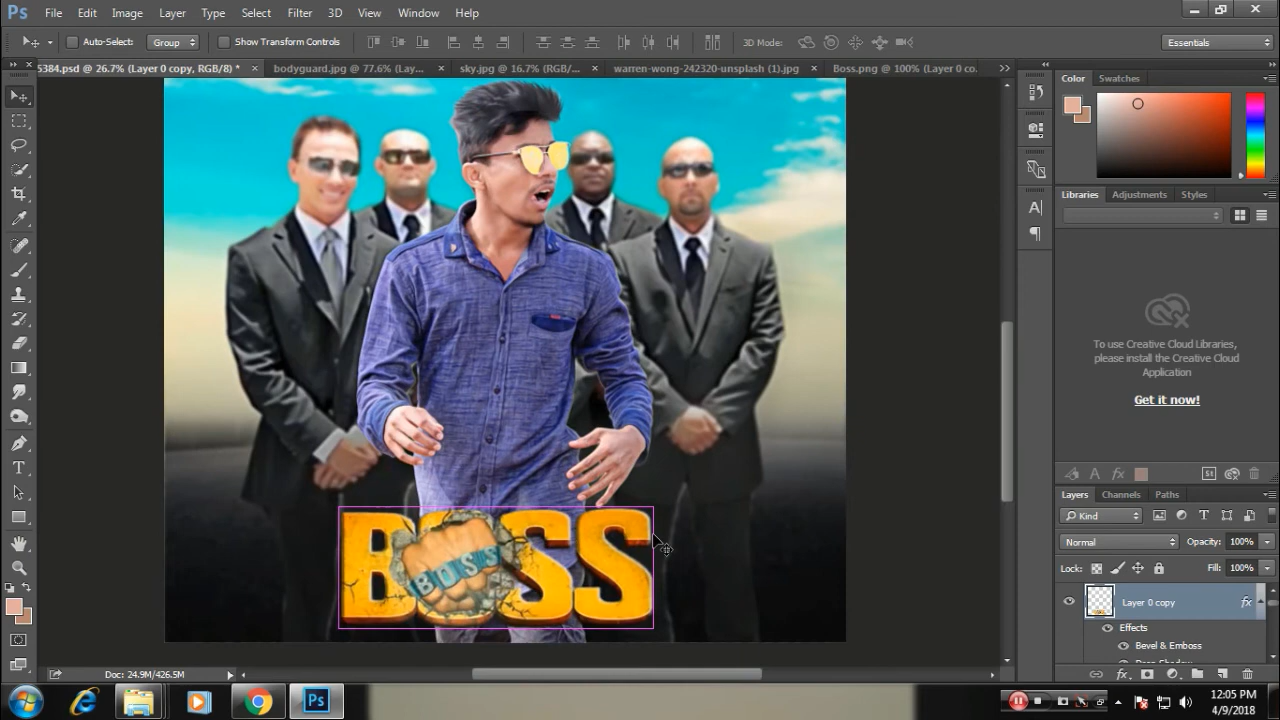 Ps File Edit Image Layer Type Select Filter 3D View Window Help
Auto-Select: Group Show Transform Controls 3D Mode: Essentials
5384.psd @ 26.7% (Layer 0 copy, RGB/8) * bodyguard.jpg @ 77.6% (Lay... sky.jpg @ 16.7% (RGB/... warren-wong-242320-unsplash (1).jpg Boss.png @ 100% (Layer 0 co.
Color Swatches
Libraries Adjustments Styles
To use Creative Cloud Libraries,
please install the Creative Cloud
Application
Get it now!
Layers Channels Paths
Kind
Normal Opacity: 100%
Lock: Fill: 100%
Layer 0 copy fx
Effects
Bevel & Emboss
BOSS
BOSS
Doc: 24.9M/426.5M
Ps
12:05 PM
4/9/2018